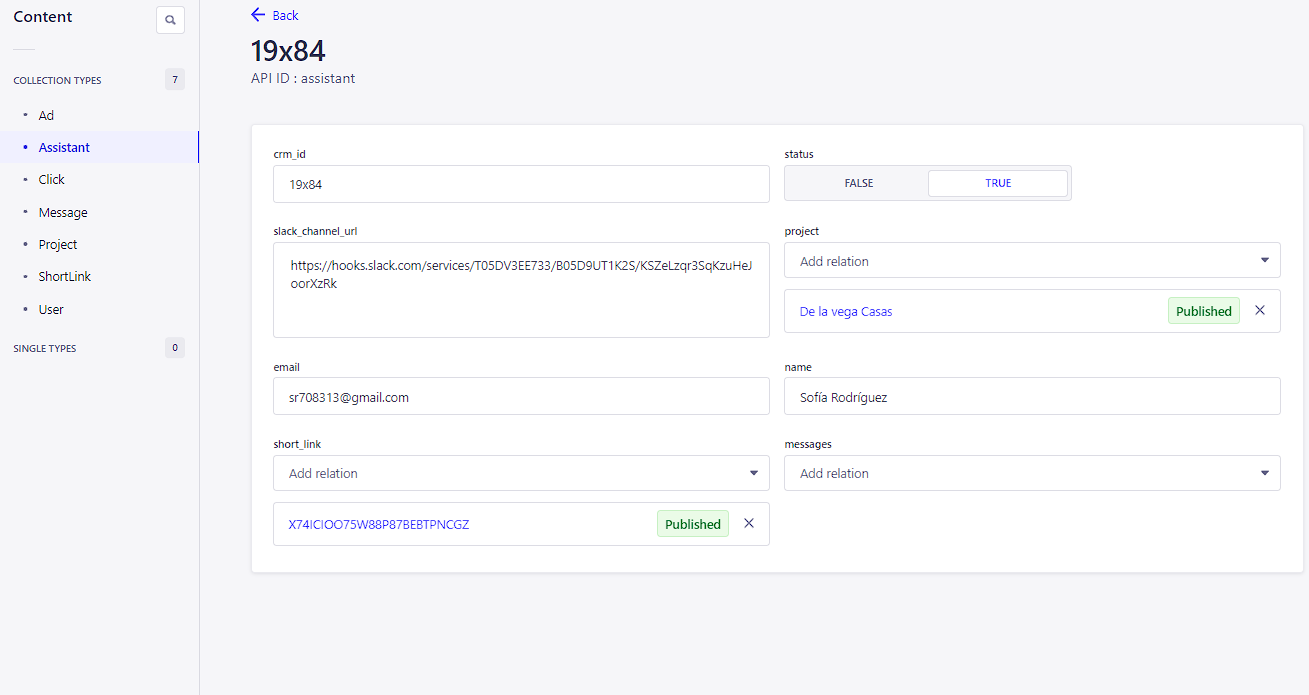 Content
COLLECTION TYPES
7
Ad
Assistant
Click
Message
Project
ShortLink
User
SINGLE TYPES
0
Back
19x84
API ID : assistant
crm_id
19x84
status
FALSE
TRUE
slack_channel_url
https://hooks.slack.com/services/T05DV3EE733/B05D9UT1K2S/KSZeLzqr3SqKzuHeJ
oorXzRk
project
Add relation
De la vega Casas
Published
email
sr708313@gmail.com
name
Sofía Rodríguez
short_link
Add relation
X74ICIOO75W88P87BEBTPNCGZ
Published
messages
Add relation